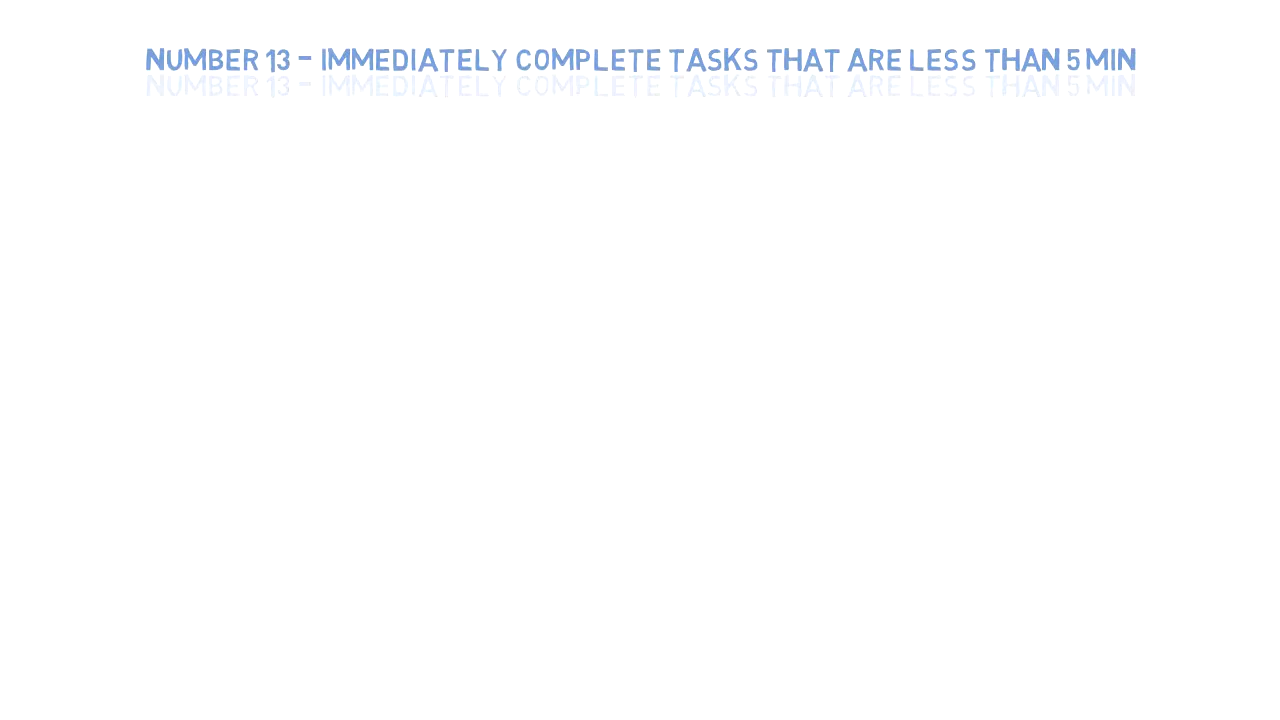 NUMBER 13 - IMMEDIATELY COMPLETE TASKS THAT ARE LESS THAN 5 MIN
NUMBER 13 - IMMEDIATELY COMPLETE TASKS THAT ARE LESS THAN 5 MIN